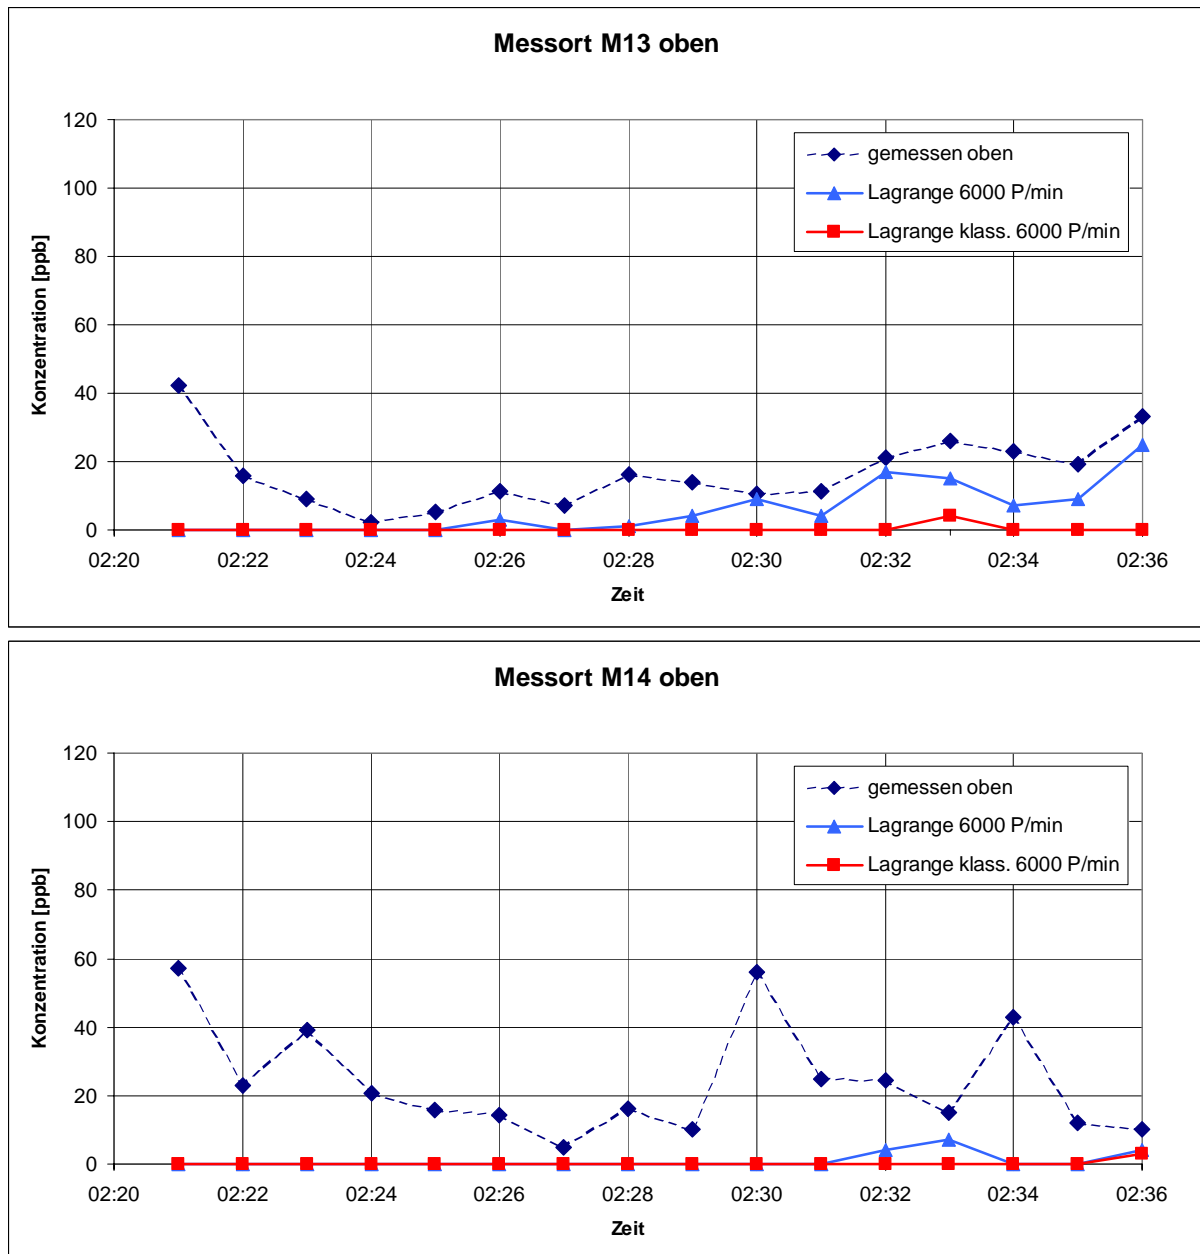 Messort M13 oben
120
100
80
60
40
20
0
Konzentration [ppb]
gemessen oben
Lagrange 6000 P/min
Lagrange klass. 6000 P/min
02:20 02:22 02:24 02:26 02:28 02:30 02:32 02:34 02:36
Zeit
Messort M14 oben
120
100
80
60
40
20
0
Konzentration [ppb]
gemessen oben
Lagrange 6000 P/min
Lagrange klass. 6000 P/min
02:20 02:22 02:24 02:26 02:28 02:30 02:32 02:34 02:36
Zeit